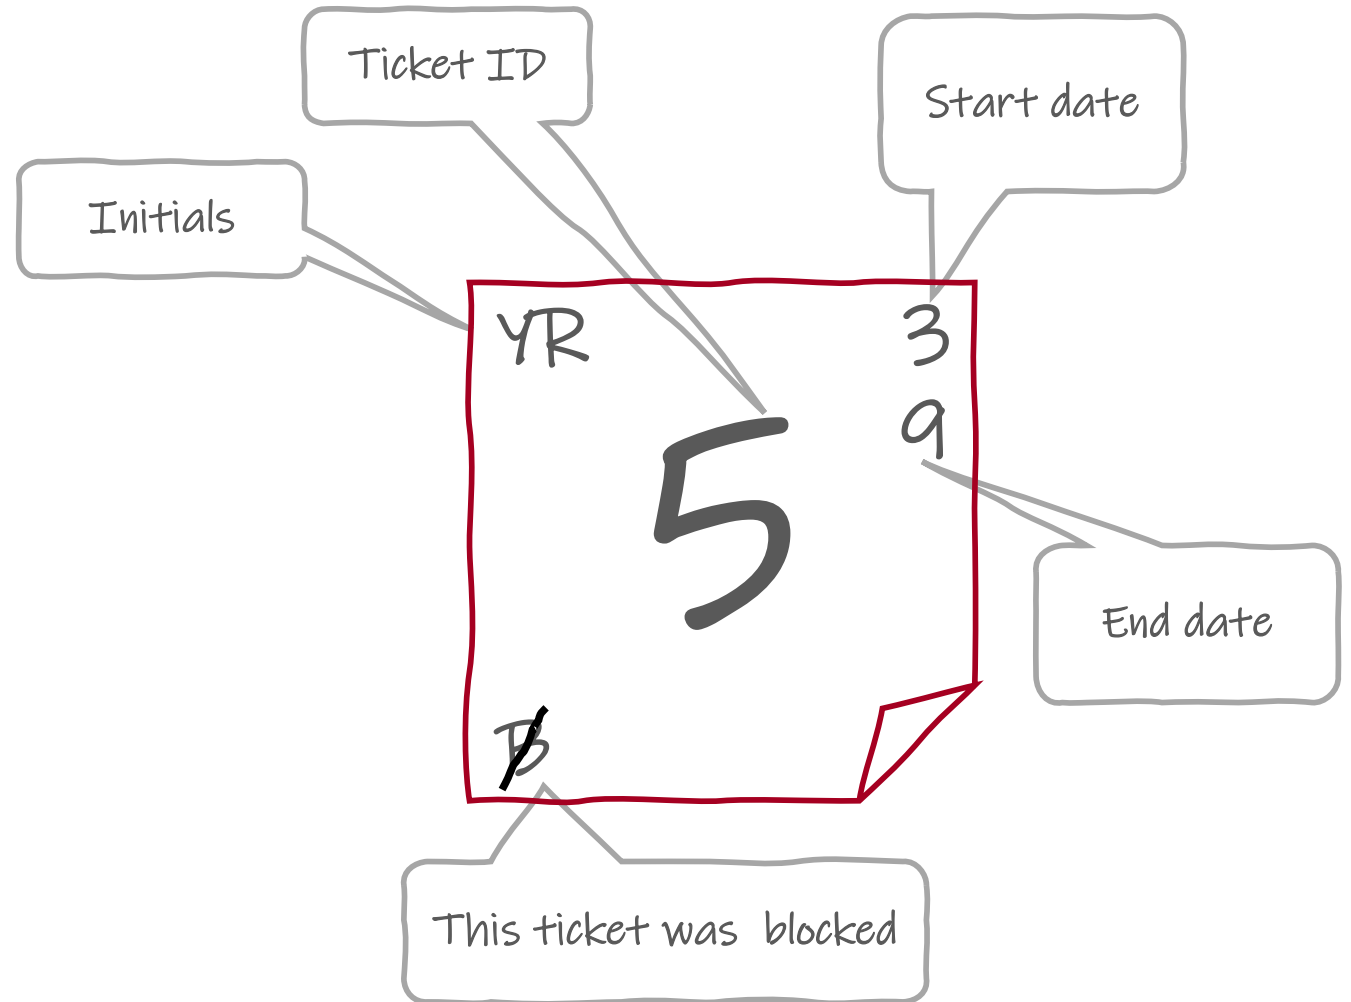 Ticket ID
Start date
Initials
YR
3
9
5
End date
B
This ticket was blocked